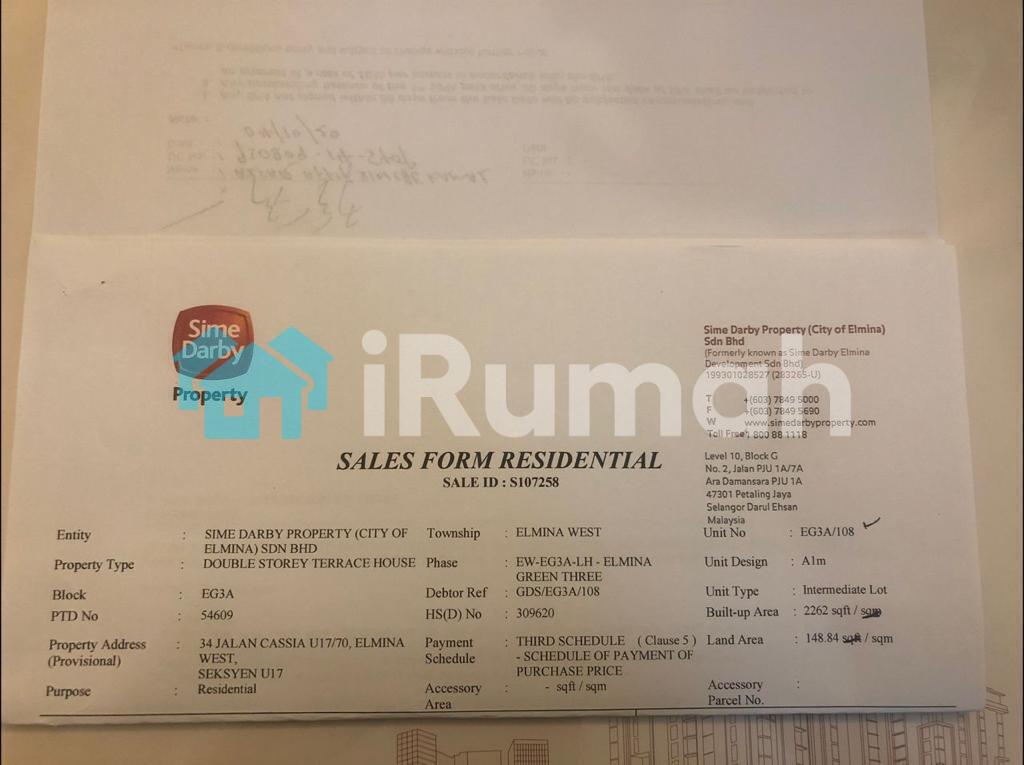 Sime
Darby
Property
iRumah
Sime Darby Property (City of Elmina)
Sdn Bhd
(Formerly known as Sime Darby Elmina
Development Sdn Bhd)
199301028527 (283265-U)
T +(603) 7849 5000
F +(603) 7849 5690
W www.simedarbyproperty.com
Toll Free 1 800 88 1118
Level 10, Block G
No. 2, Jalan PJU 1A/7A
Ara Damansara PJU 1A
47301 Petaling Jaya
Selangor Darul Ehsan
Malaysia
SALES FORM RESIDENTIAL
SALE ID : S107258
Entity : SIME DARBY PROPERTY (CITY OF ELMINA) SDN BHD
Township : ELMINA WEST
Unit No : EG3A/108
Property Type : DOUBLE STOREY TERRACE HOUSE
Phase : EW-EG3A-LH - ELMINA GREEN THREE
Unit Design : A1m
Block : EG3A
Debtor Ref : GDS/EG3A/108
Unit Type : Intermediate Lot
PTD No : 54609
HS(D) No : 309620
Built-up Area : 2262 sqft / sqm
Property Address (Provisional) : 34 JALAN CASSIA U17/70, ELMINA WEST, SEKSYEN U17
Payment Schedule : THIRD SCHEDULE ( Clause 5 ) - SCHEDULE OF PAYMENT OF PURCHASE PRICE
Land Area : 148.84 sqft / sqm
Purpose : Residential
Accessory Area : - sqft / sqm
Accessory Parcel No. :